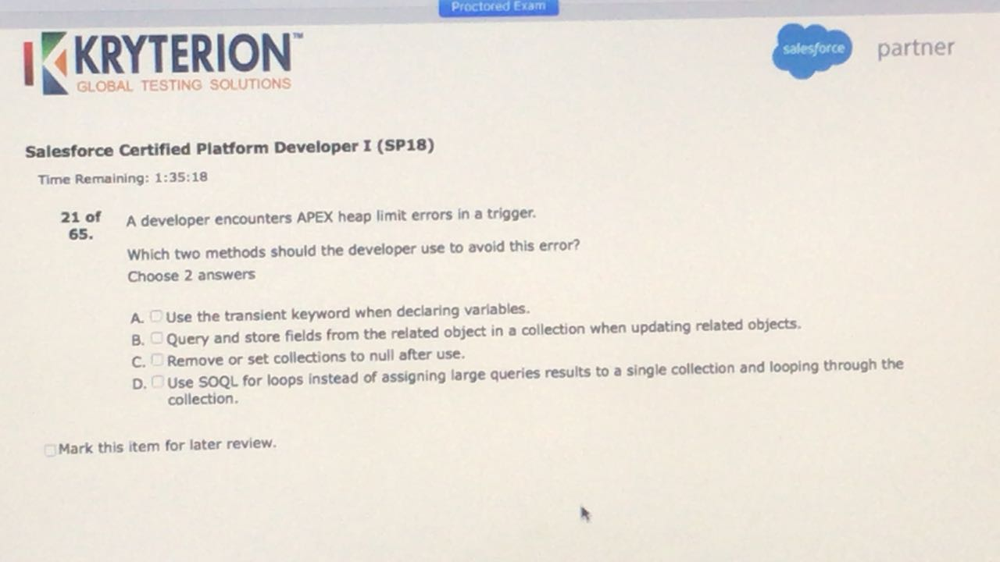 Proctored Exam
KRYTERION™
GLOBAL TESTING SOLUTIONS
salesforce partner
Salesforce Certified Platform Developer I (SP18)
Time Remaining: 1:35:18
21 of
65.
A developer encounters APEX heap limit errors in a trigger.
Which two methods should the developer use to avoid this error?
Choose 2 answers
A. Use the transient keyword when declaring variables.
B. Query and store fields from the related object in a collection when updating related objects.
C. Remove or set collections to null after use.
D. Use SOQL for loops instead of assigning large queries results to a single collection and looping through the
collection.
Mark this item for later review.